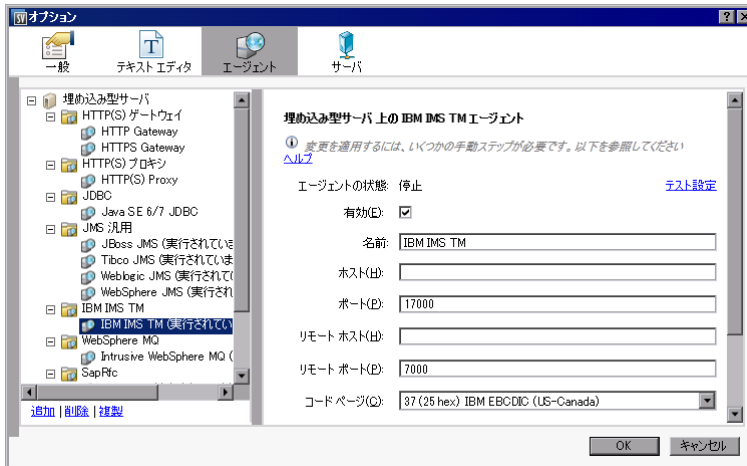 SV オプション
一般
テキスト エディタ
エージェント
サーバ
埋め込み型サーバ
HTTP(S) ゲートウェイ
HTTP Gateway
HTTPS Gateway
HTTP(S) プロキシ
HTTP(S) Proxy
JDBC
Java SE 6/7 JDBC
JMS 汎用
JBoss JMS (実行されていま
Tibco JMS (実行されていま
Weblogic JMS (実行されて(
WebSphere JMS (実行され
IBM IMS TM
IBM IMS TM (実行されてい
WebSphere MQ
Intrusive WebSphere MQ (
SapRfc
追加 | 削除 | 複製
埋め込み型サーバ 上の IBM IMS TM エージェント
変更を適用するには、いくつかの手動ステップが必要です。以下を参照してください
ヘルプ
エージェントの状態: 停止
テスト設定
有効(E):
名前: IBM IMS TM
ホスト(H):
ポート(P): 17000
リモート ホスト(H):
リモート ポート(P): 7000
コード ページ(C): 37 (25 hex) IBM EBCDIC (US-Canada)
OK
キャンセル